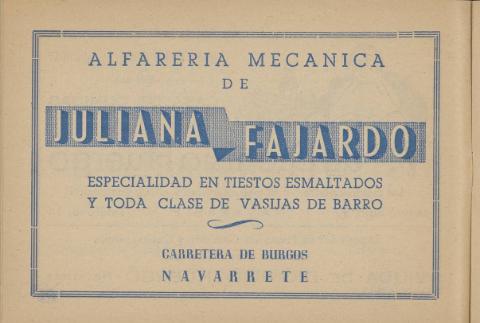 ALFARERIA MECANICA
DE
JULIANA FAJARDO
ESPECIALIDAD EN TIESTOS ESMALTADOS
Y TODA CLASE DE VASIJAS DE BARRO
CARRETERA DE BURGOS
NAVARRETE